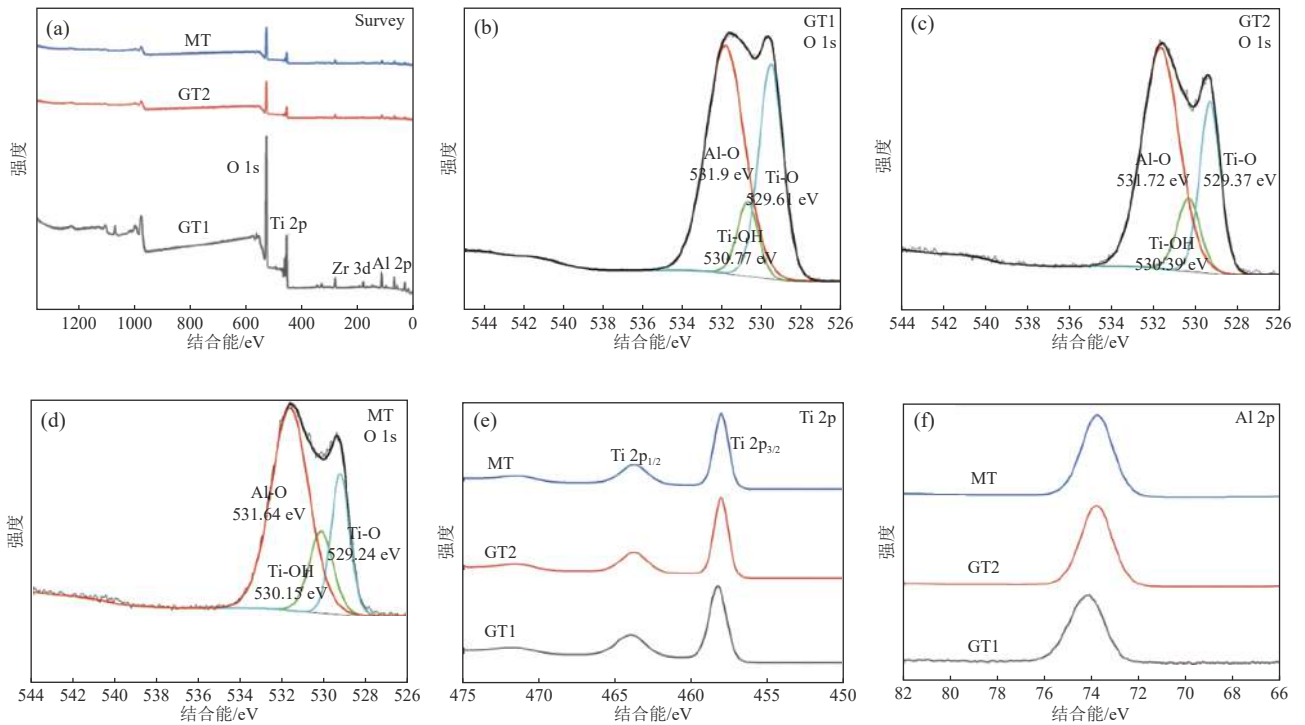 (a)
Survey
MT
GT2
O 1s
Ti 2p
GT1
Zr 3d
Al 2p
强度
1200 1000 800 600 400 200 0
结合能/eV
(b)
GT1
O 1s
Al-O
531.9 eV
Ti-O
529.61 eV
Ti-OH
530.77 eV
强度
544 542 540 538 536 534 532 530 528 526
结合能/eV
(c)
GT2
O 1s
Al-O
531.72 eV
Ti-O
529.37 eV
Ti-OH
530.39 eV
强度
544 542 540 538 536 534 532 530 528 526
结合能/eV
(d)
MT
O 1s
Al-O
531.64 eV
Ti-O
529.24 eV
Ti-OH
530.15 eV
强度
544 542 540 538 536 534 532 530 528 526
结合能/eV
(e)
Ti 2p
Ti 2p1/2
Ti 2p3/2
MT
GT2
GT1
强度
475 470 465 460 455 450
结合能/eV
(f)
Al 2p
MT
GT2
GT1
强度
82 80 78 76 74 72 70 68 66
结合能/eV